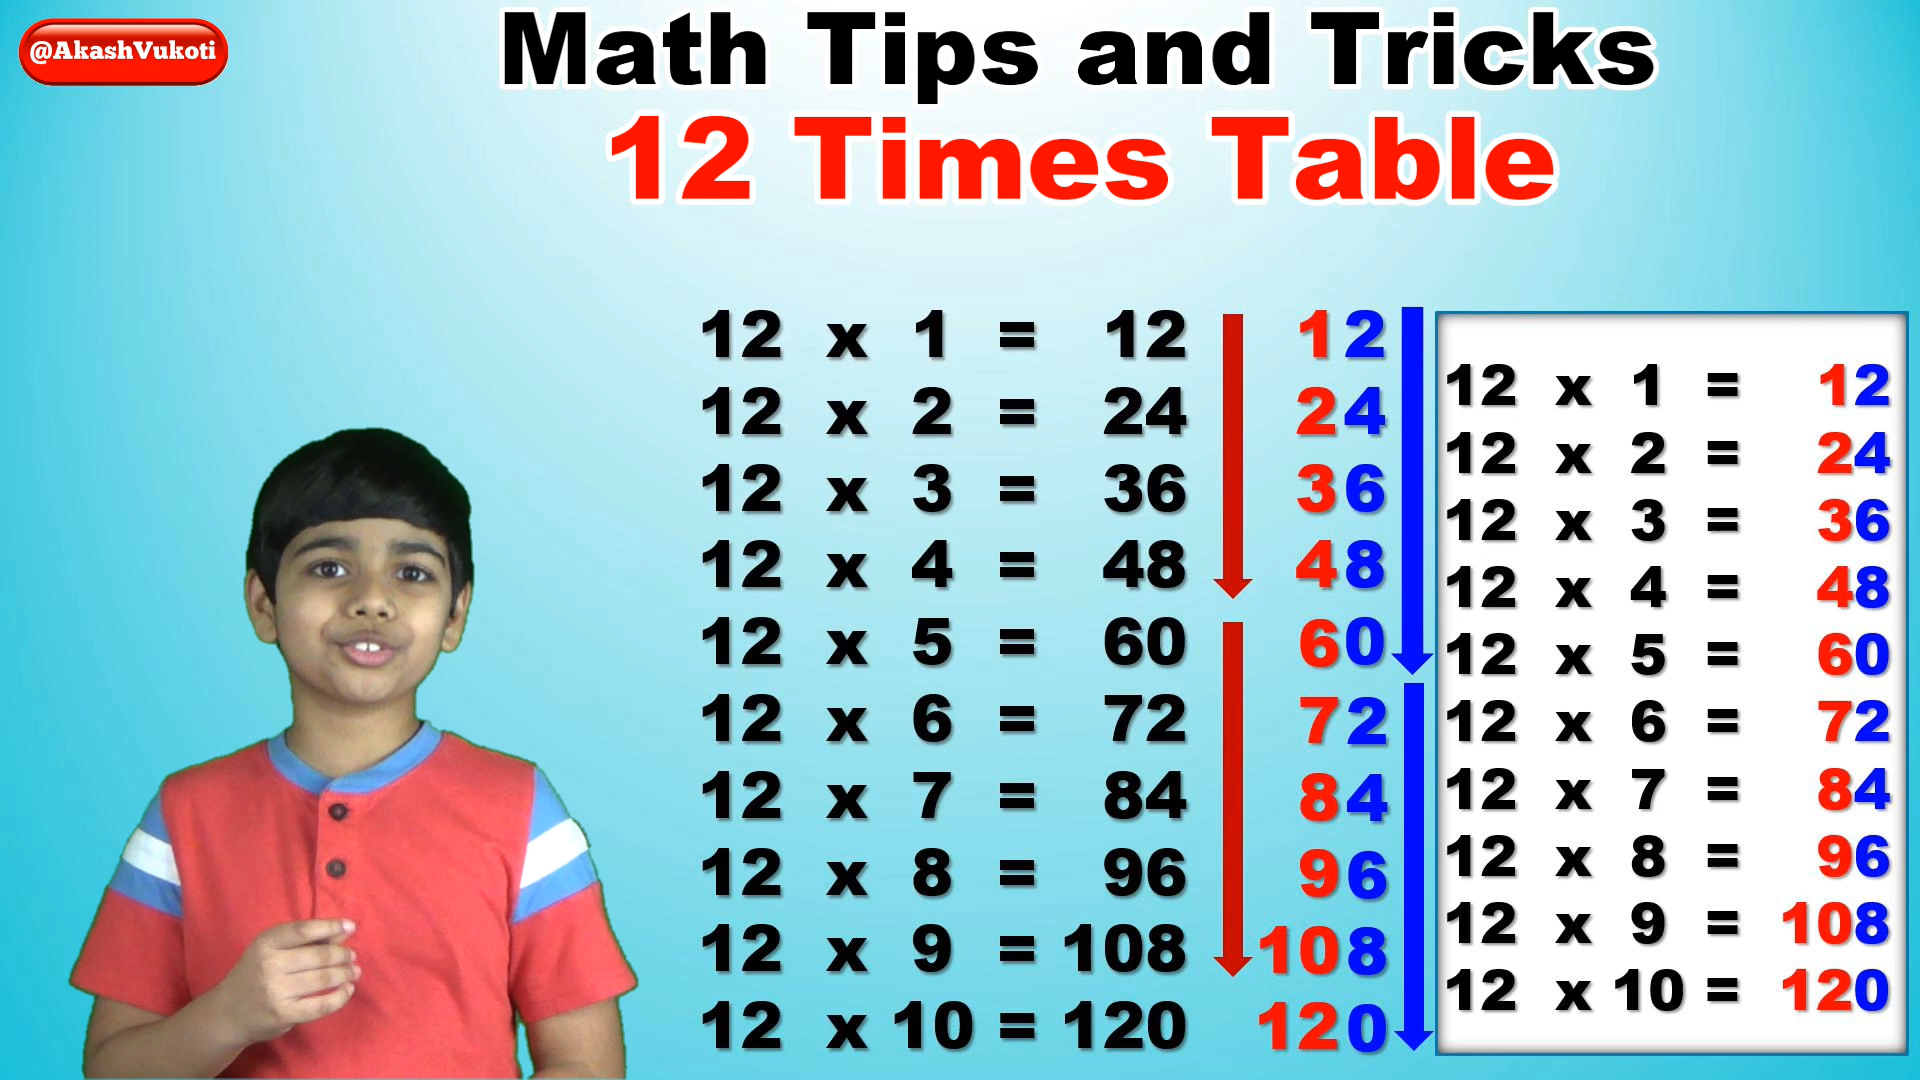 @AkashVukoti
Math Tips and Tricks
12 Times Table
12 x 1 = 12
12 x 2 = 24
12 x 3 = 36
12 x 4 = 48
12 x 5 = 60
12 x 6 = 72
12 x 7 = 84
12 x 8 = 96
12 x 9 = 108
12 x 10 = 120
12
24
36
48
60
72
84
96
108
120
12 x 1 = 12
12 x 2 = 24
12 x 3 = 36
12 x 4 = 48
12 x 5 = 60
12 x 6 = 72
12 x 7 = 84
12 x 8 = 96
12 x 9 = 108
12 x 10 = 120